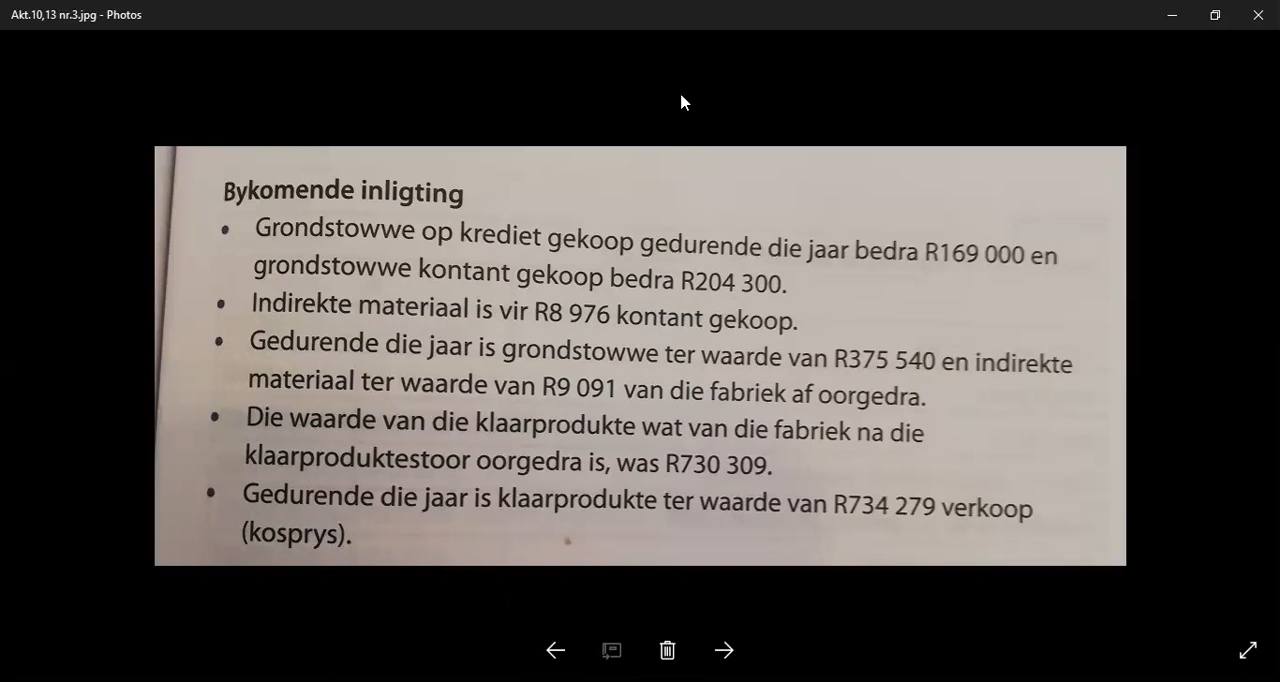 Akt.10,13 nr.3.jpg - Photos
Bykomende inligting
• Grondstowwe op krediet gekoop gedurende die jaar bedra R169 000 en
grondstowwe kontant gekoop bedra R204 300.
• Indirekte materiaal is vir R8 976 kontant gekoop.
• Gedurende die jaar is grondstowwe ter waarde van R375 540 en indirekte
materiaal ter waarde van R9 091 van die fabriek af oorgedra.
• Die waarde van die klaarprodukte wat van die fabriek na die
klaarproduktestoor oorgedra is, was R730 309.
• Gedurende die jaar is klaarprodukte ter waarde van R734 279 verkoop
(kosprys).